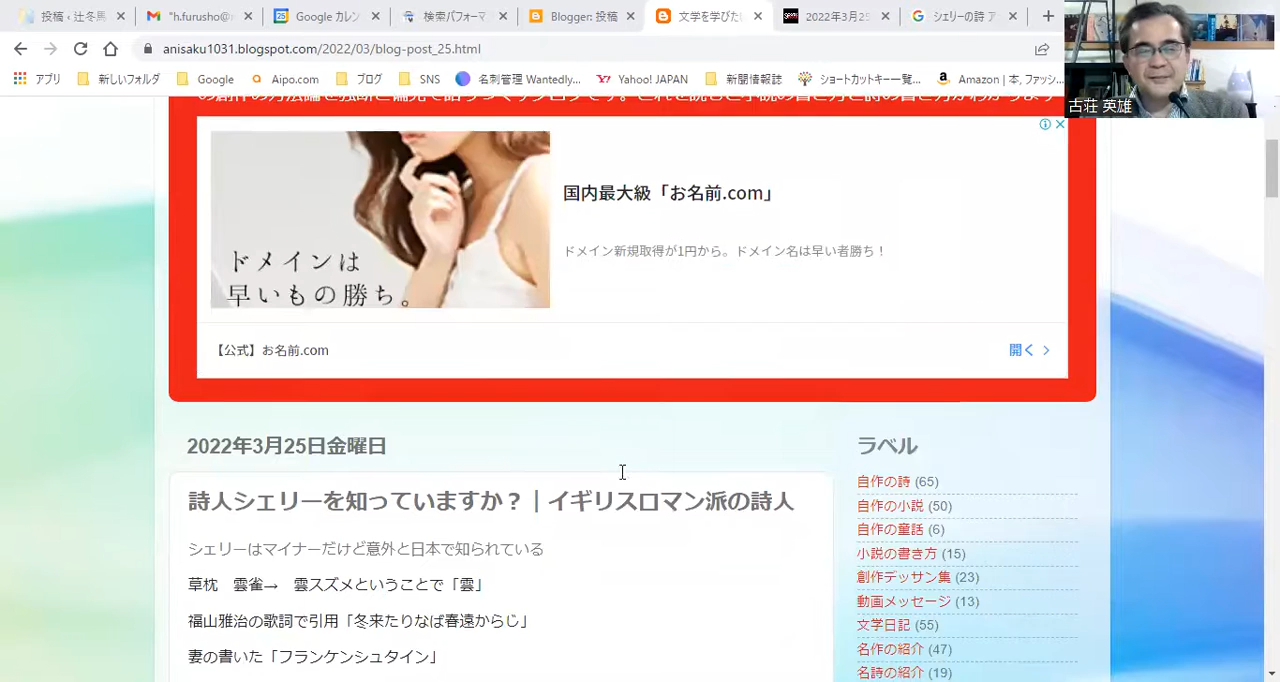 投稿 ‹ 辻冬馬
"h.furusho@
Google カレン
検索パフォーマ
Blogger: 投稿
文学を学びた
2022年3月25
シェリーの詩 ア
anisaku1031.blogspot.com/2022/03/blog-post_25.html
アプリ
新しいフォルダ
Google
Aipo.com
ブログ
SNS
名刺管理 Wantedly...
Yahoo! JAPAN
新聞情報誌
ショートカットキー一覧...
Amazon | 本, ファッシ...
古荘 英雄
国内最大級「お名前.com」
ドメイン新規取得が1円から。ドメイン名は早い者勝ち！
ドメインは
早いもの勝ち。
【公式】お名前.com
開く
2022年3月25日金曜日
詩人シェリーを知っていますか？｜イギリスロマン派の詩人
シェリーはマイナーだけど意外と日本で知られている
草枕　雲雀→　雲スズメということで「雲」
福山雅治の歌詞で引用「冬来たりなば春遠からじ」
妻の書いた「フランケンシュタイン」
ラベル
自作の詩 (65)
自作の小説 (50)
自作の童話 (6)
小説の書き方 (15)
創作デッサン集 (23)
動画メッセージ (13)
文学日記 (55)
名作の紹介 (47)
名詩の紹介 (19)